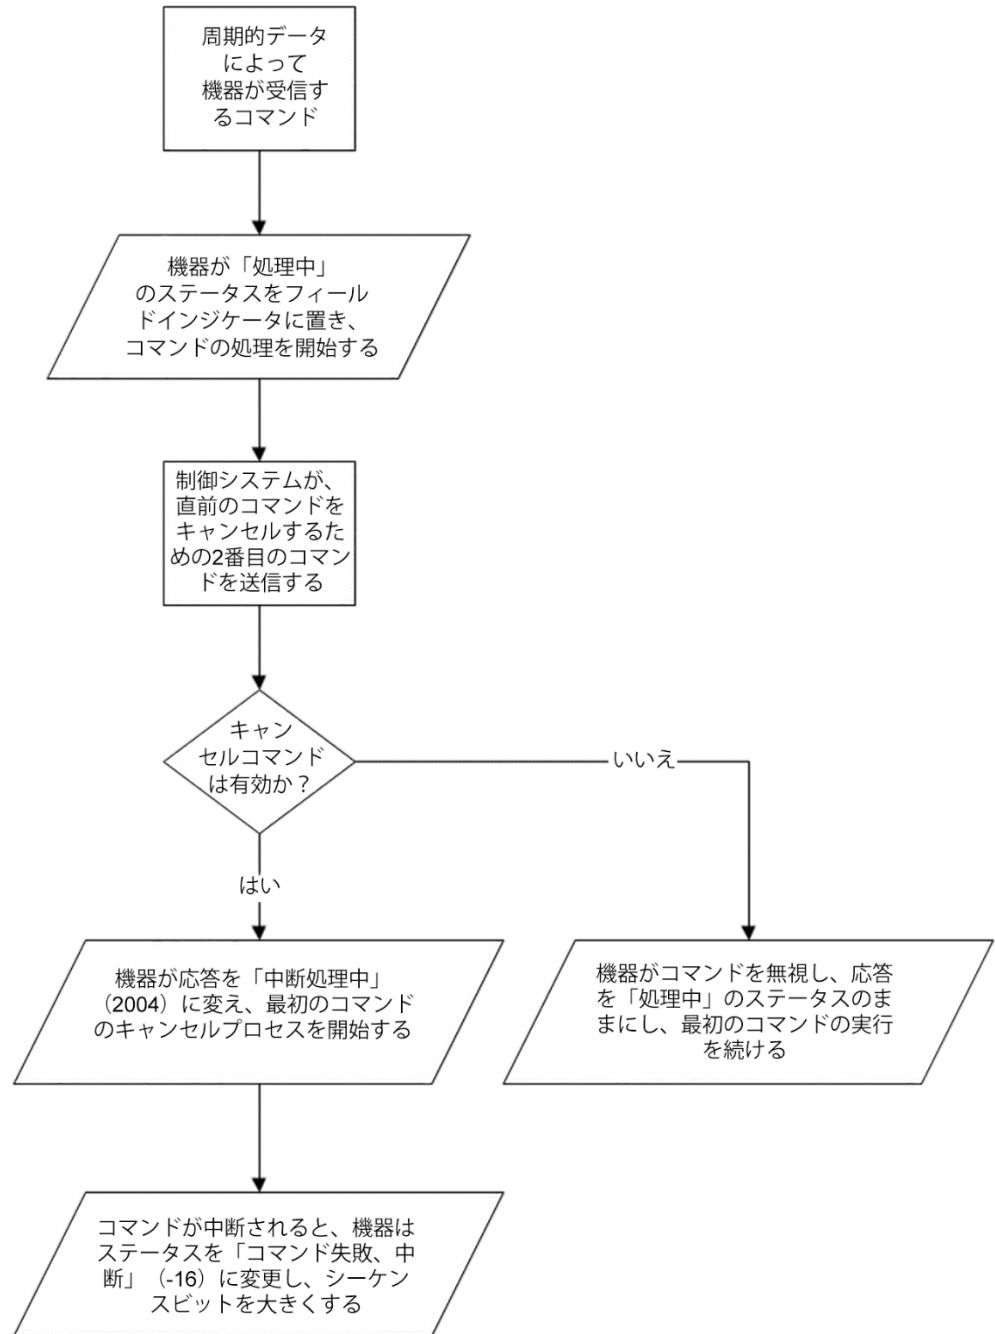 周期的データ
によって
機器が受信す
るコマンド
機器が「処理中」
のステータスをフィール
ドインジケータに置き、
コマンドの処理を開始する
制御システムが、
直前のコマンドを
キャンセルするた
めの2番目のコマン
ドを送信する
キャン
セルコマンド
は有効か？
いいえ
はい
機器が応答を「中断処理中」
（2004）に変え、最初のコマンド
のキャンセルプロセスを開始する
機器がコマンドを無視し、応答
を「処理中」のステータスのま
まにし、最初のコマンドの実行
を続ける
コマンドが中断されると、機器は
ステータスを「コマンド失敗、中
断」（-16）に変更し、シーケン
スビットを大きくする